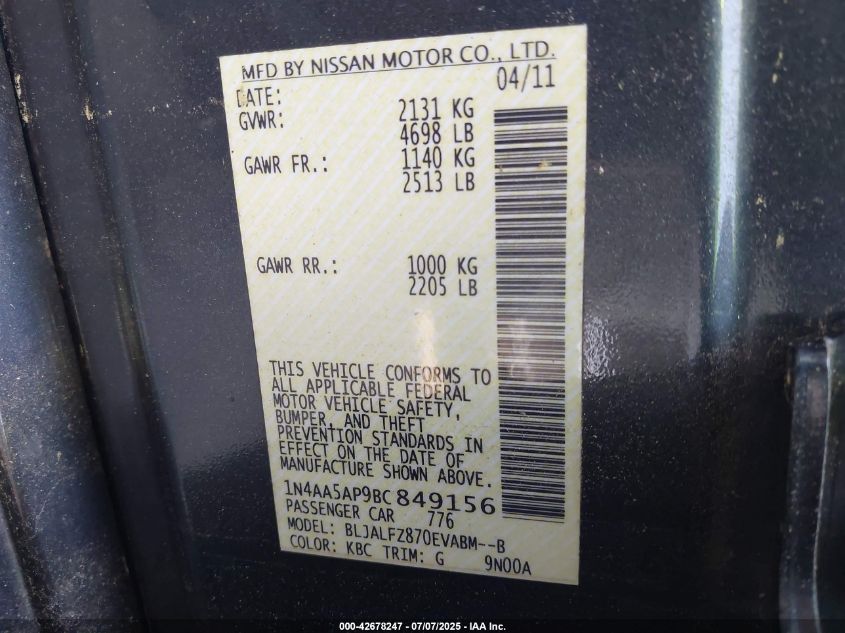 MFD BY NISSAN MOTOR CO., LTD.
DATE: 04/11
GVWR: 2131 KG
4698 LB
GAWR FR.: 1140 KG
2513 LB
GAWR RR.: 1000 KG
2205 LB
THIS VEHICLE CONFORMS TO
ALL APPLICABLE FEDERAL
MOTOR VEHICLE SAFETY,
BUMPER, AND THEFT
PREVENTION STANDARDS IN
EFFECT ON THE DATE OF
MANUFACTURE SHOWN ABOVE.
1N4AA5AP9BC849156
PASSENGER CAR 776
MODEL: BLJALFZ870EVABM--B
COLOR: KBC TRIM: G 9N00A
000-42678247 - 07/07/2025 - IAA Inc.